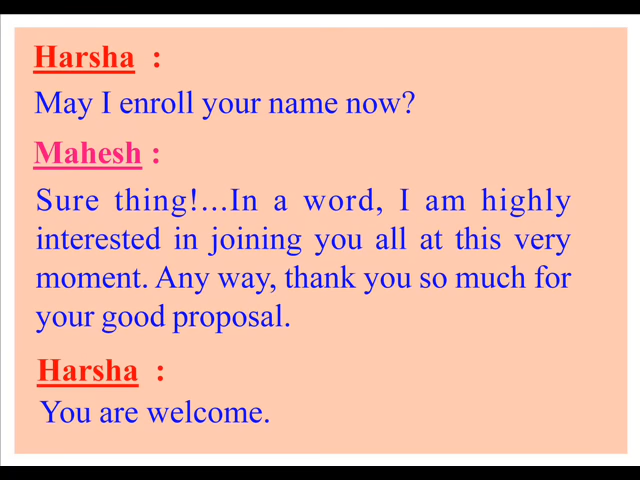 Harsha :
May I enroll your name now?
Mahesh :
Sure thing!...In a word, I am highly
interested in joining you all at this very
moment. Any way, thank you so much for
your good proposal.
Harsha :
You are welcome.